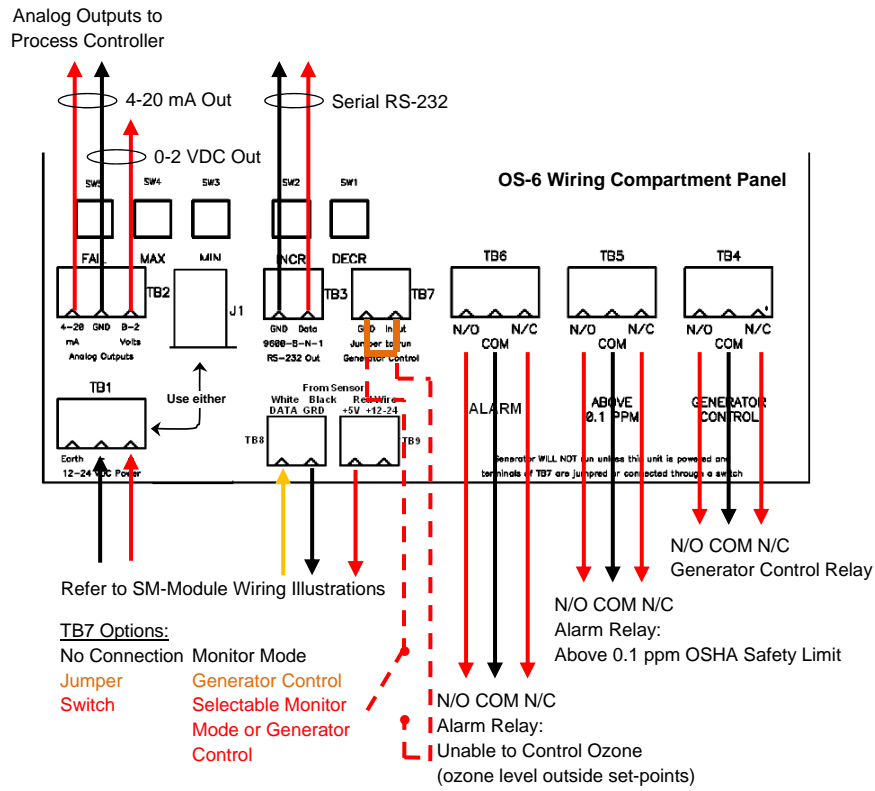 Analog Outputs to
Process Controller
4-20 mA Out
Serial RS-232
0-2 VDC Out
OS-6 Wiring Compartment Panel
SW5 SW4 SW3 SW2 SW1
FAIL MAX MIN INCR DECR
TB6 TB5 TB4
TB2 J1 TB3 TB7
4-20 GND 0-2
mA Volts
Analog Outputs
GND Data
9600-8-N-1
RS-232 Out
GND Input
Jumper to run
Generator Control
N/O N/C
COM
N/O N/C
COM
N/O N/C
COM
TB1
Use either
From Sensor
White Black Red Wire
DATA GRD +5V +12-24
TB8 TB9
ALARM
ABOVE
0.1 PPM
GENERATOR
CONTROL
Earth - +
12-24 VDC Power
Generator WILL NOT run unless this unit is powered and
terminals of TB7 are jumpred or connected through a switch
Refer to SM-Module Wiring Illustrations
N/O COM N/C
Generator Control Relay
N/O COM N/C
Alarm Relay:
Above 0.1 ppm OSHA Safety Limit
TB7 Options:
No Connection Monitor Mode
Jumper Generator Control
Switch Selectable Monitor
Mode or Generator
Control
N/O COM N/C
Alarm Relay:
Unable to Control Ozone
(ozone level outside set-points)